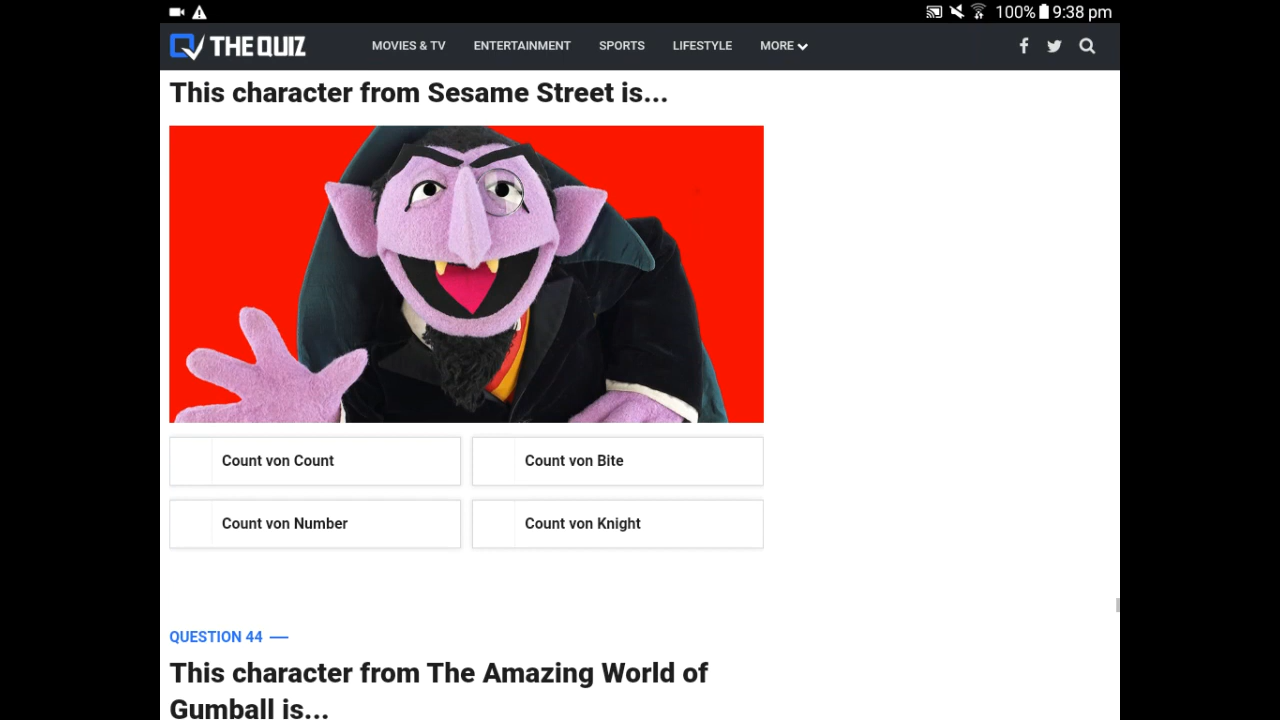 100% 9:38 pm
THE QUIZ MOVIES & TV ENTERTAINMENT SPORTS LIFESTYLE MORE
This character from Sesame Street is...
Count von Count
Count von Bite
Count von Number
Count von Knight
QUESTION 44
This character from The Amazing World of
Gumball is...